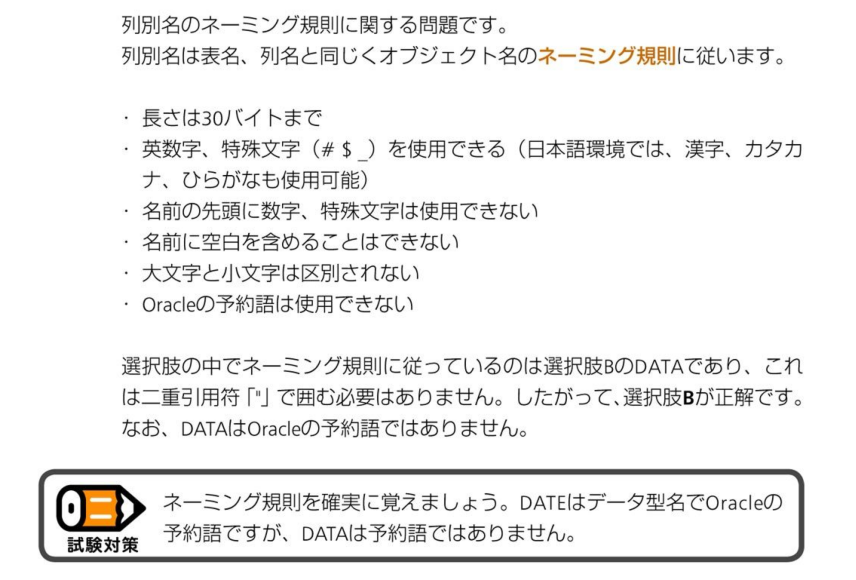 列別名のネーミング規則に関する問題です。
列別名は表名、列名と同じくオブジェクト名のネーミング規則に従います。
・ 長さは30バイトまで
・ 英数字、特殊文字（# $ _）を使用できる（日本語環境では、漢字、カタカ
ナ、ひらがなも使用可能）
・ 名前の先頭に数字、特殊文字は使用できない
・ 名前に空白を含めることはできない
・ 大文字と小文字は区別されない
・ Oracleの予約語は使用できない
選択肢の中でネーミング規則に従っているのは選択肢BのDATAであり、これ
は二重引用符「"」で囲む必要はありません。したがって、選択肢Bが正解です。
なお、DATAはOracleの予約語ではありません。
ネーミング規則を確実に覚えましょう。DATEはデータ型名でOracleの
予約語ですが、DATAは予約語ではありません。
試験対策